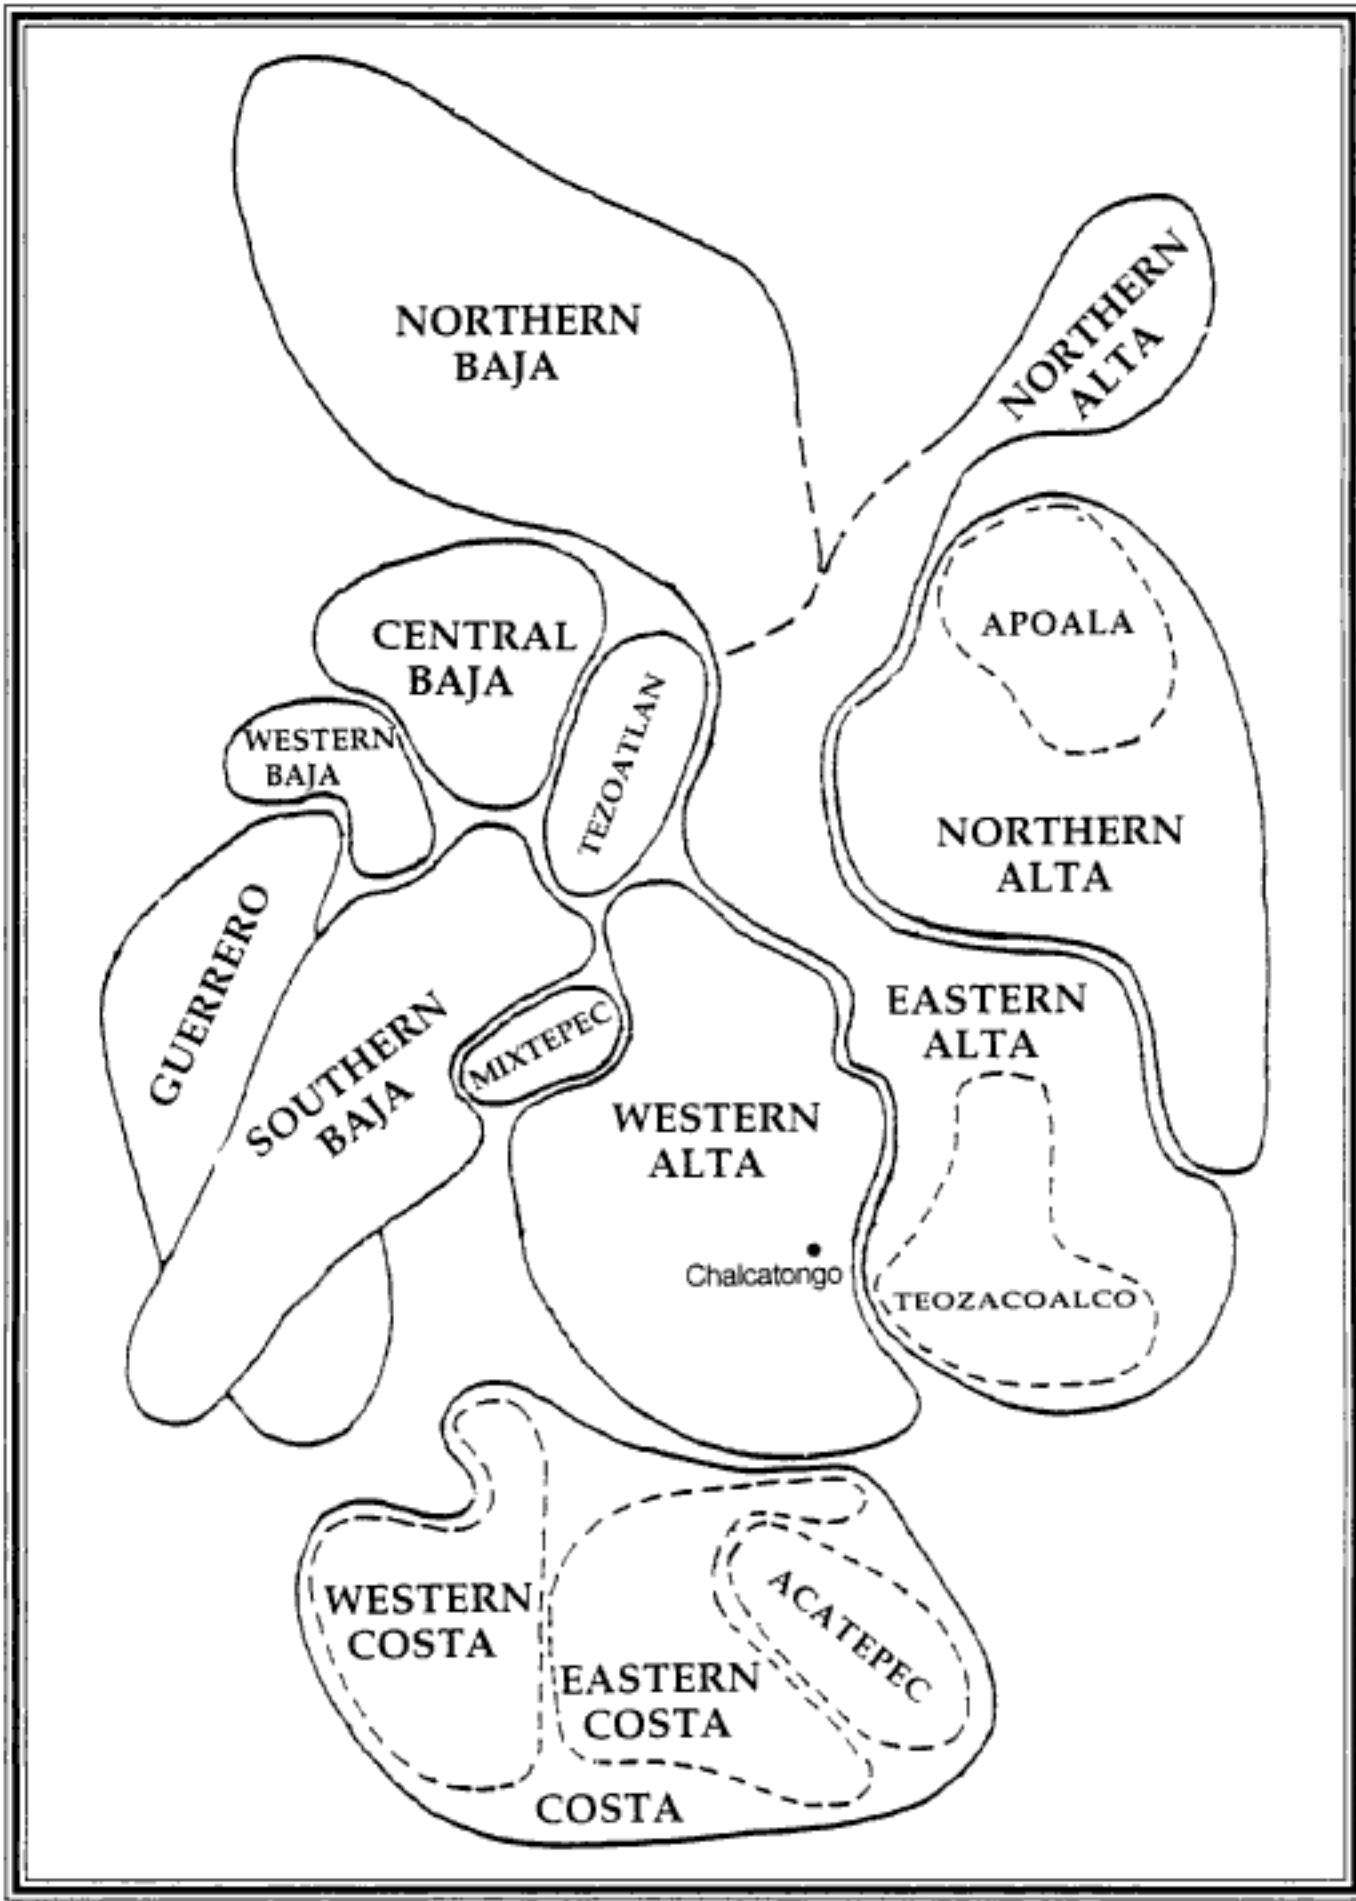 NORTHERN
BAJA
NORTHERN
ALTA
APOALA
CENTRAL
BAJA
TEZOATLAN
WESTERN
BAJA
NORTHERN
ALTA
GUERRERO
SOUTHERN
BAJA
MIXTEPEC
EASTERN
ALTA
WESTERN
ALTA
Chalcatongo
TEOZACOALCO
WESTERN
COSTA
EASTERN
COSTA
ACATEPEC
COSTA